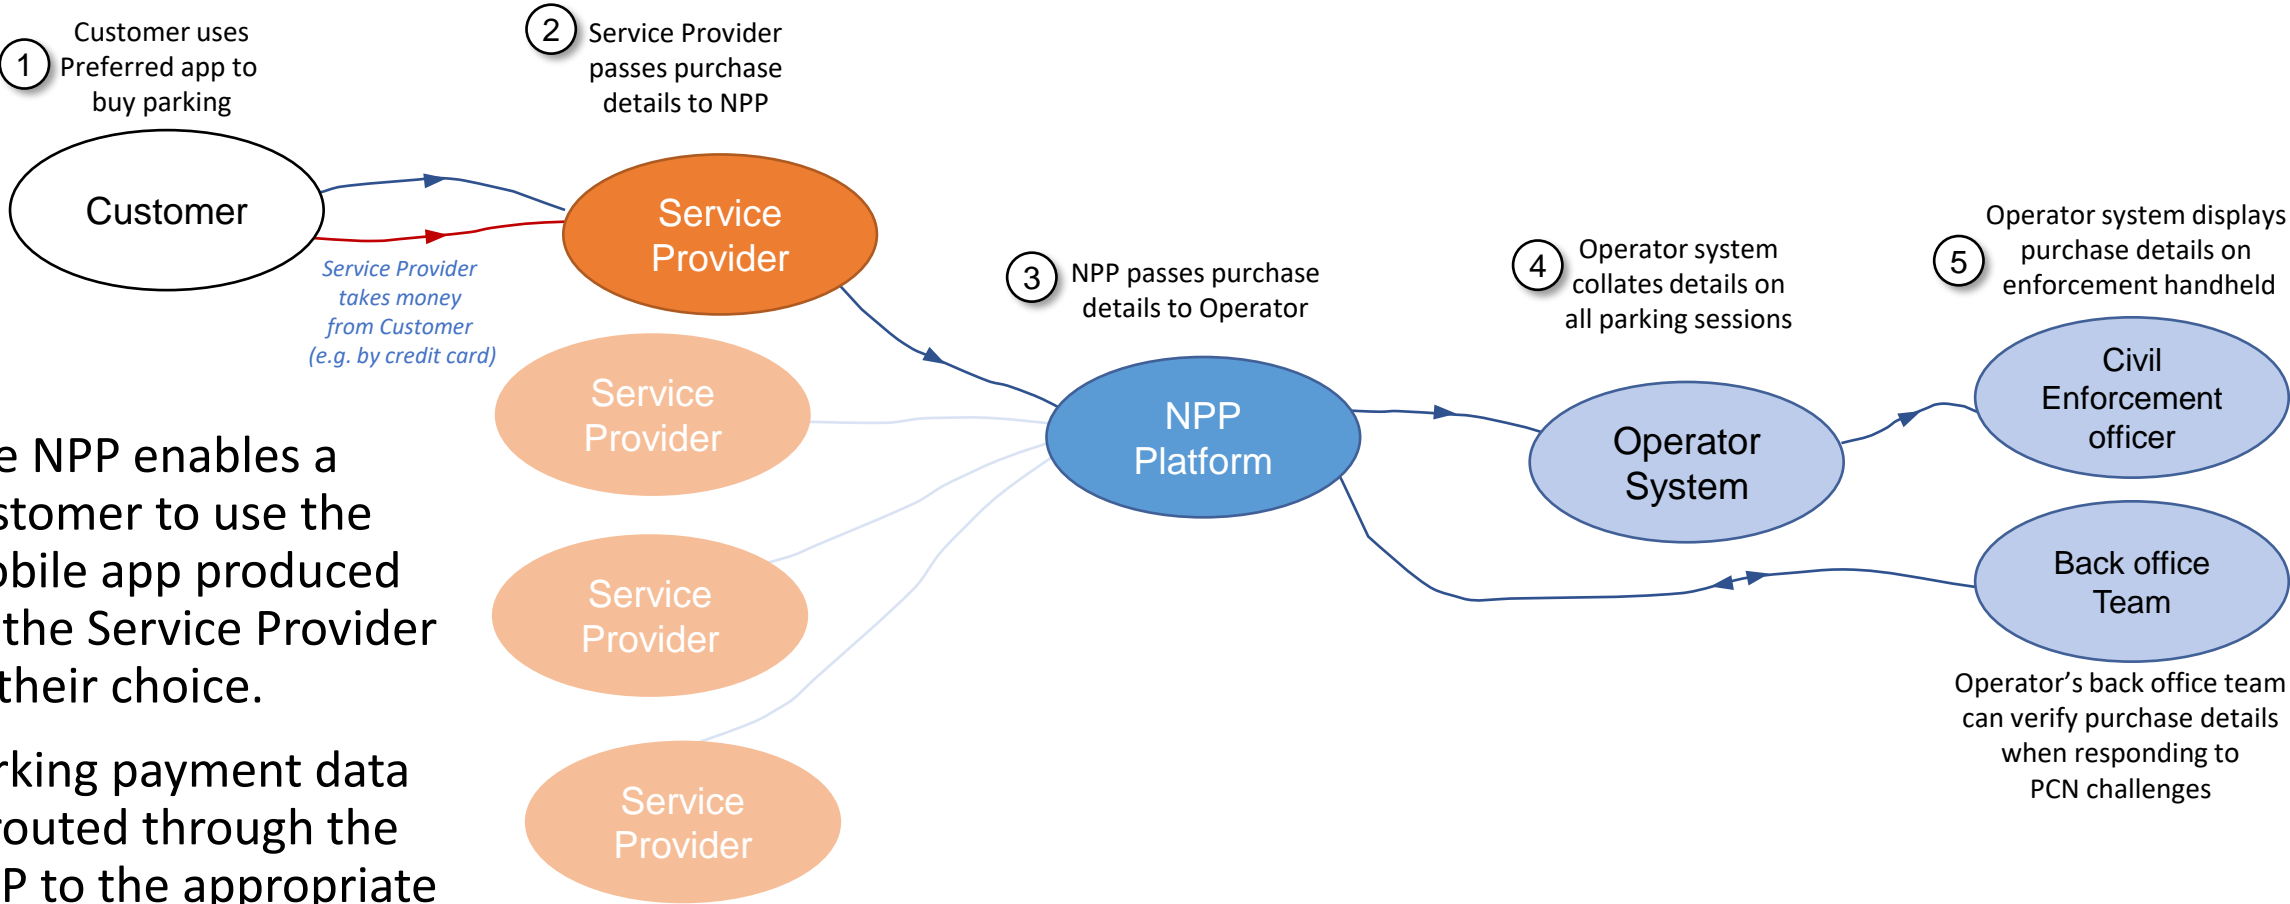 1
Customer uses
Preferred app to
buy parking
2
Service Provider
passes purchase
details to NPP
Customer
Service
Provider
Service Provider
takes money
from Customer
(e.g. by credit card)
3
NPP passes purchase
details to Operator
4
Operator system
collates details on
all parking sessions
5
Operator system displays
purchase details on
enforcement handheld
Service
Provider
NPP
Platform
Operator
System
Civil
Enforcement
officer
e NPP enables a
stomer to use the
obile app produced
the Service Provider
their choice.
Service
Provider
Back office
Team
Operator’s back office team
can verify purchase details
when responding to
PCN challenges
rking payment data
routed through the
P to the appropriate
Service
Provider